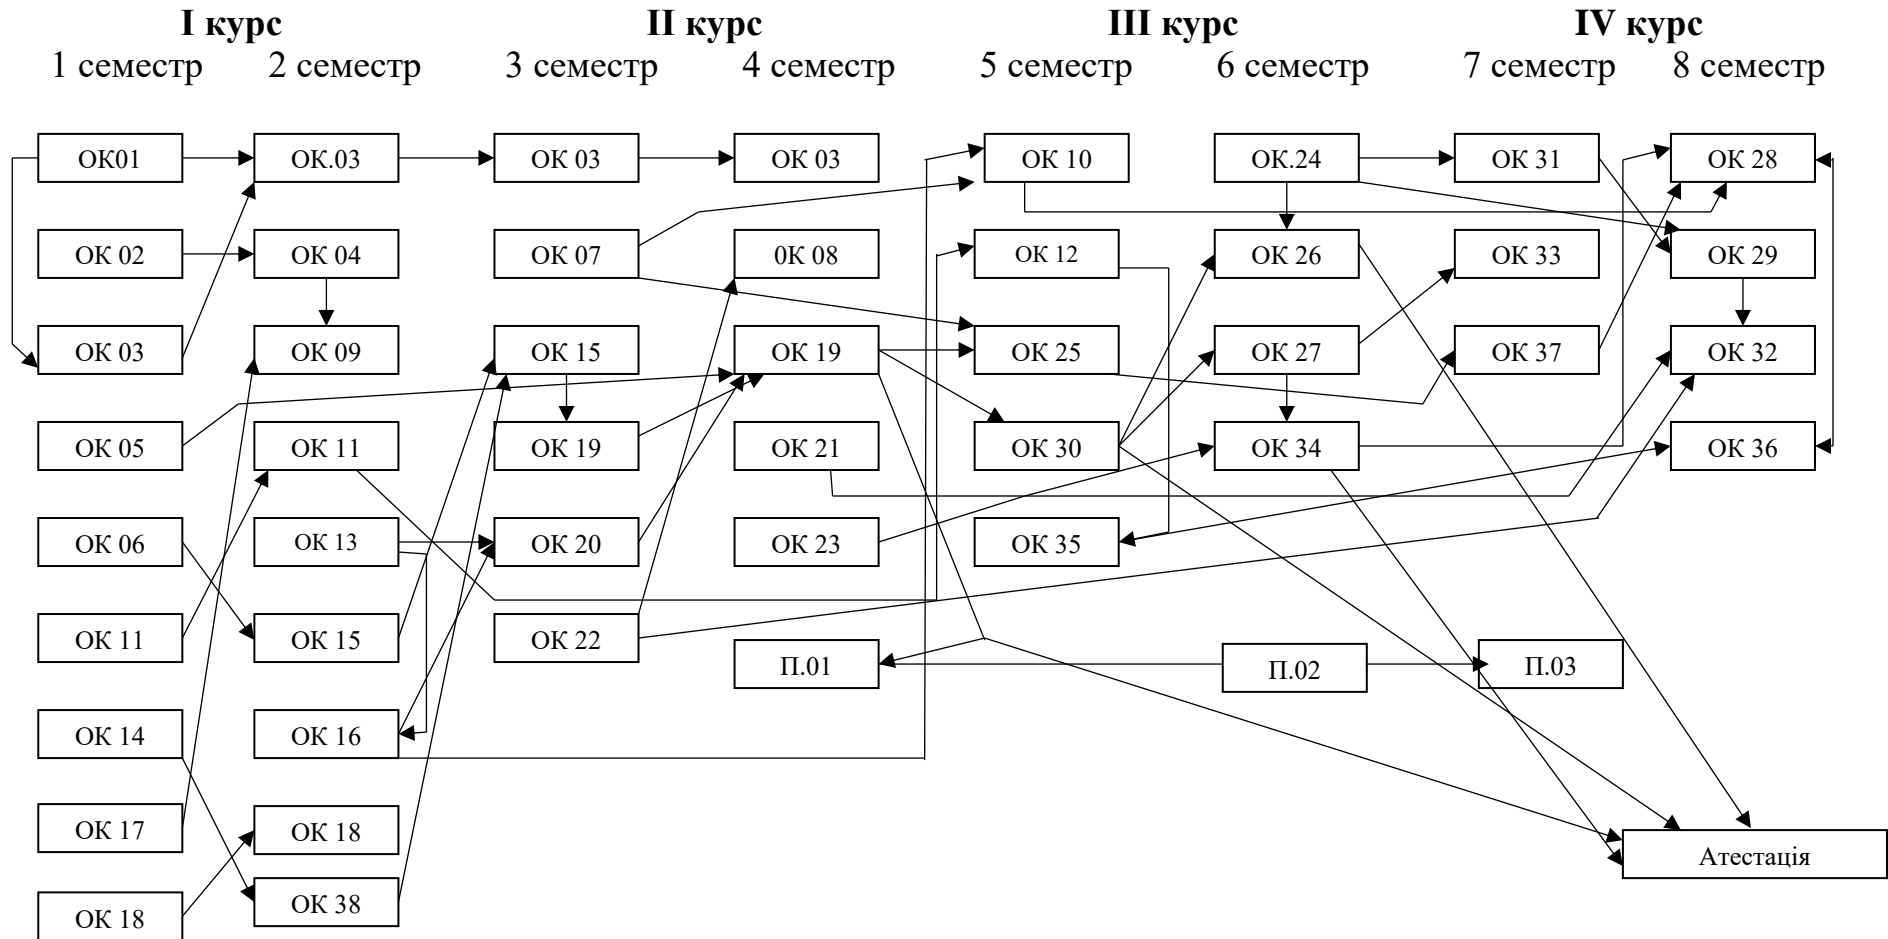 I курс II курс III курс IV курс
1 семестр 2 семестр 3 семестр 4 семестр 5 семестр 6 семестр 7 семестр 8 семестр
ОК01 ОК.03 ОК 03 ОК 03 ОК 10 ОК.24 ОК 31 ОК 28
ОК 02 ОК 04 ОК 07 0К 08 ОК 12 ОК 26 ОК 33 ОК 29
ОК 03 ОК 09 ОК 15 ОК 19 ОК 25 ОК 27 ОК 37 ОК 32
ОК 05 ОК 11 ОК 19 ОК 21 ОК 30 ОК 34 ОК 36
ОК 06 ОК 13 ОК 20 ОК 23 ОК 35
ОК 11 ОК 15 ОК 22 П.01 П.02 П.03
ОК 14 ОК 16
ОК 17 ОК 18 Атестація
ОК 18 ОК 38